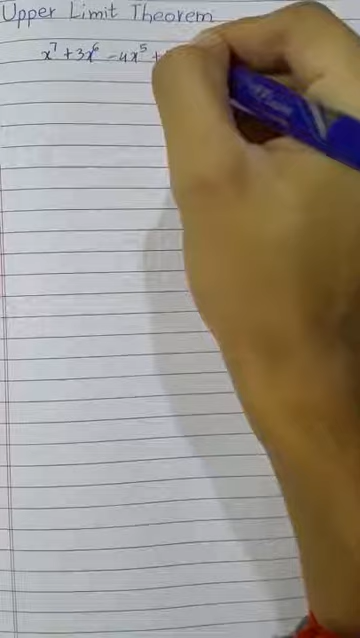 Upper Limit Theorem
x⁷ + 3x⁶ - 4x⁵ +